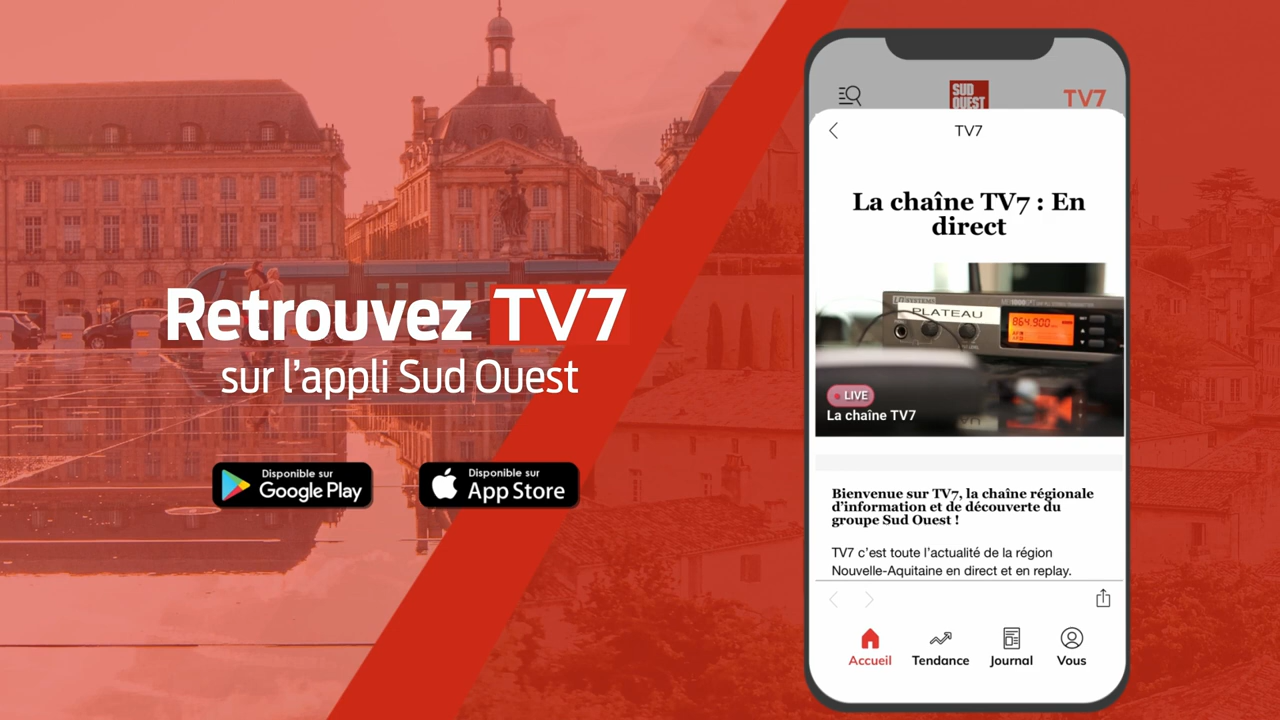 Retrouvez TV7
sur l'appli Sud Ouest
Disponible sur
Google Play
Disponible sur
App Store
SUD
OUEST
TV7
TV7
La chaîne TV7 : En
direct
PLATEAU
864.900
LIVE
La chaîne TV7
Bienvenue sur TV7, la chaîne régionale
d'information et de découverte du
groupe Sud Ouest !
TV7 c'est toute l'actualité de la région
Nouvelle-Aquitaine en direct et en replay.
Accueil
Tendance
Journal
Vous